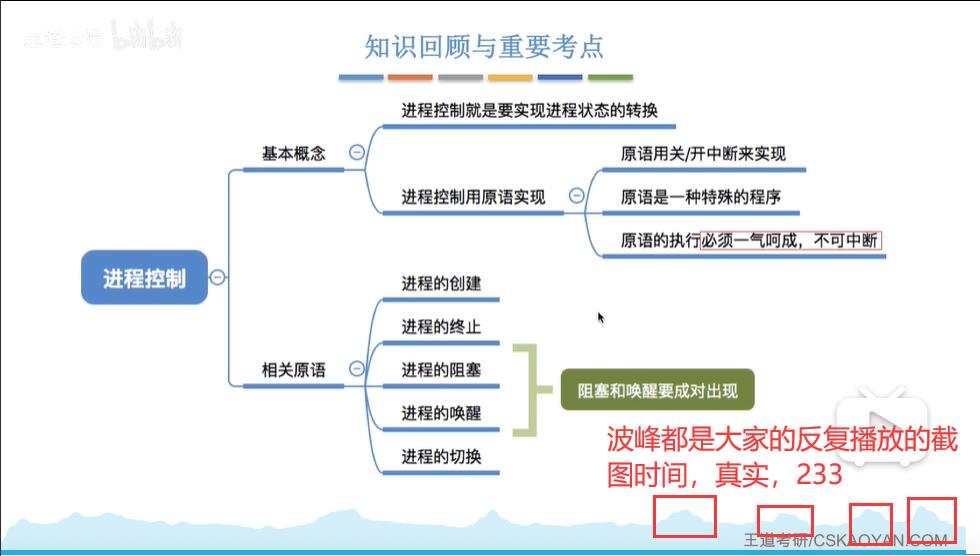 王道考研 bilibili
知识回顾与重要考点
进程控制就是要实现进程状态的转换
基本概念
原语用关/开中断来实现
进程控制用原语实现
原语是一种特殊的程序
原语的执行必须一气呵成，不可中断
进程控制
进程的创建
进程的终止
相关原语
进程的阻塞
阻塞和唤醒要成对出现
进程的唤醒
进程的切换
波峰都是大家的反复播放的截
图时间，真实，233
王道考研/CSKAOYAN.COM